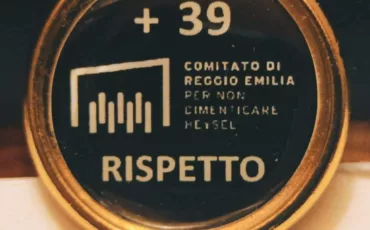 + 39
COMITATO DI
REGGIO EMILIA
PER NON
DIMENTICARE
HEYSEL
RISPETTO